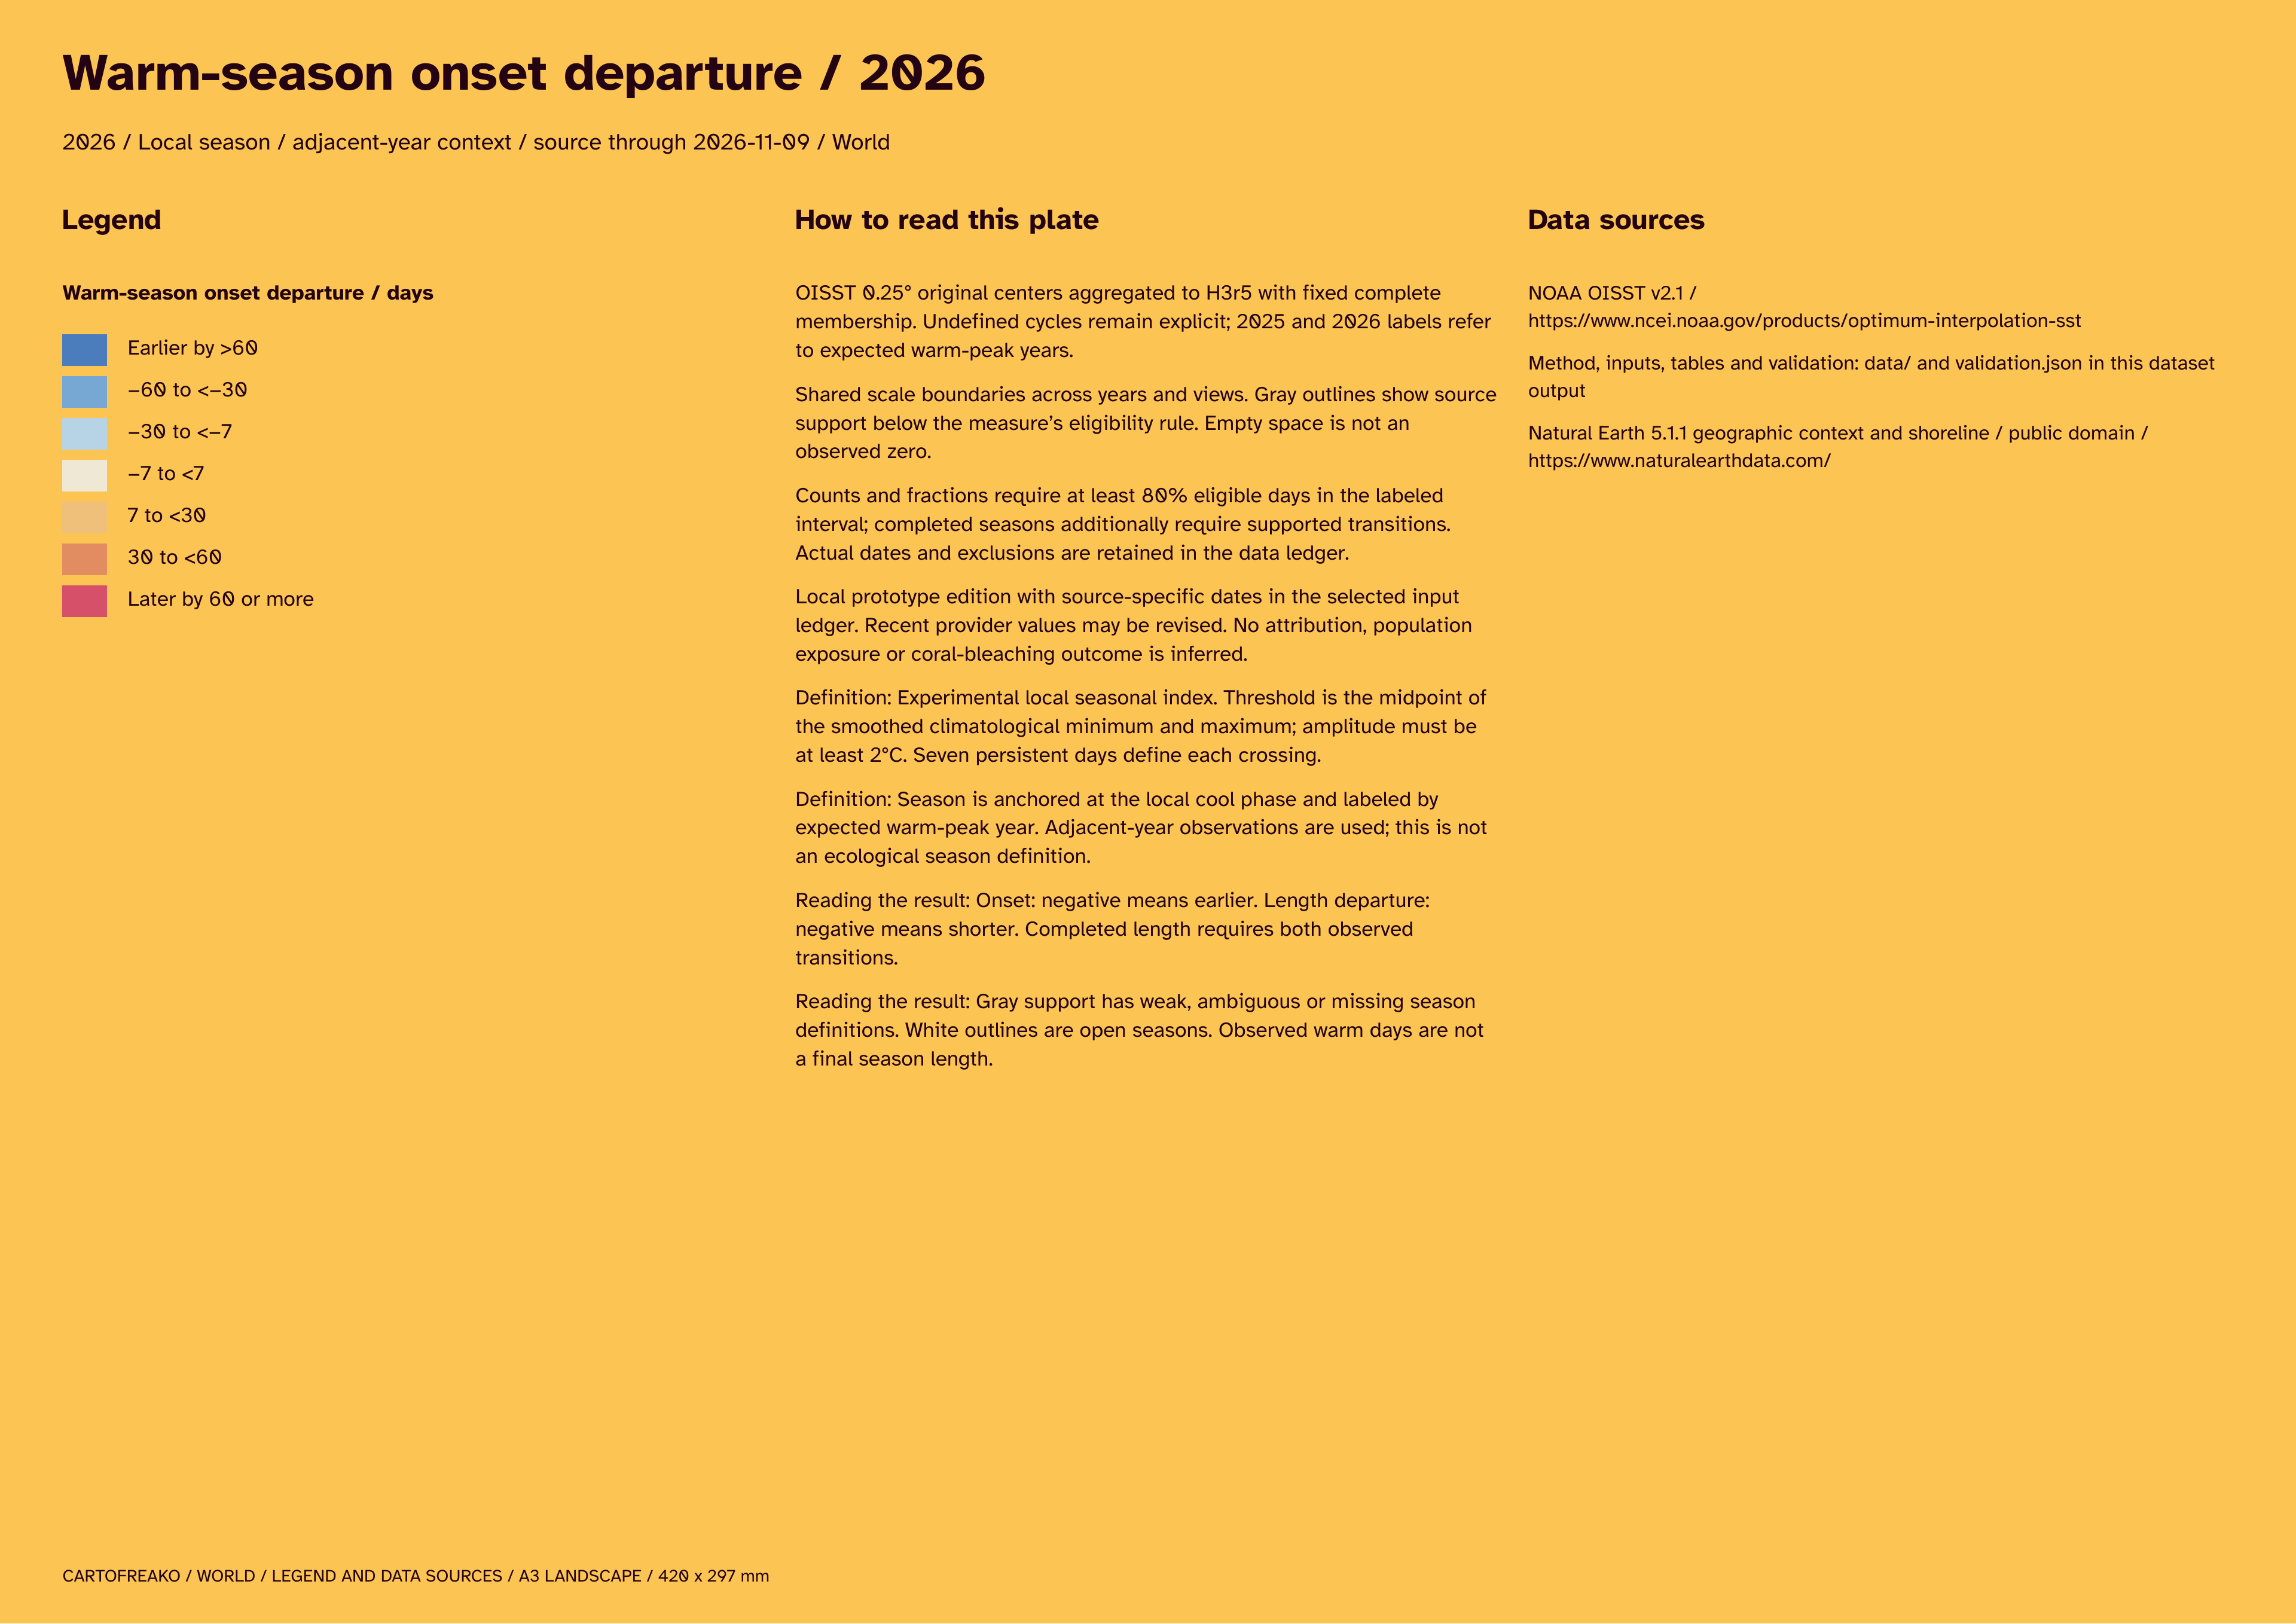 Warm-season onset departure / 2026
2026 / Local season / adjacent-year context / source through 2026-11-09 / World
Legend
Warm-season onset departure / days
Earlier by >60
−60 to <−30
−30 to <−7
−7 to <7
7 to <30
30 to <60
Later by 60 or more
How to read this plate
OISST 0.25° original centers aggregated to H3r5 with fixed complete
membership. Undefined cycles remain explicit; 2025 and 2026 labels refer
to expected warm-peak years.
Shared scale boundaries across years and views. Gray outlines show source
support below the measure’s eligibility rule. Empty space is not an
observed zero.
Counts and fractions require at least 80% eligible days in the labeled
interval; completed seasons additionally require supported transitions.
Actual dates and exclusions are retained in the data ledger.
Local prototype edition with source-specific dates in the selected input
ledger. Recent provider values may be revised. No attribution, population
exposure or coral-bleaching outcome is inferred.
Definition: Experimental local seasonal index. Threshold is the midpoint of
the smoothed climatological minimum and maximum; amplitude must be
at least 2°C. Seven persistent days define each crossing.
Definition: Season is anchored at the local cool phase and labeled by
expected warm-peak year. Adjacent-year observations are used; this is not
an ecological season definition.
Reading the result: Onset: negative means earlier. Length departure:
negative means shorter. Completed length requires both observed
transitions.
Reading the result: Gray support has weak, ambiguous or missing season
definitions. White outlines are open seasons. Observed warm days are not
a final season length.
Data sources
NOAA OISST v2.1 /
https://www.ncei.noaa.gov/products/optimum-interpolation-sst
Method, inputs, tables and validation: data/ and validation.json in this dataset
output
Natural Earth 5.1.1 geographic context and shoreline / public domain /
https://www.naturalearthdata.com/
CARTOFREAKO / WORLD / LEGEND AND DATA SOURCES / A3 LANDSCAPE / 420 x 297 mm